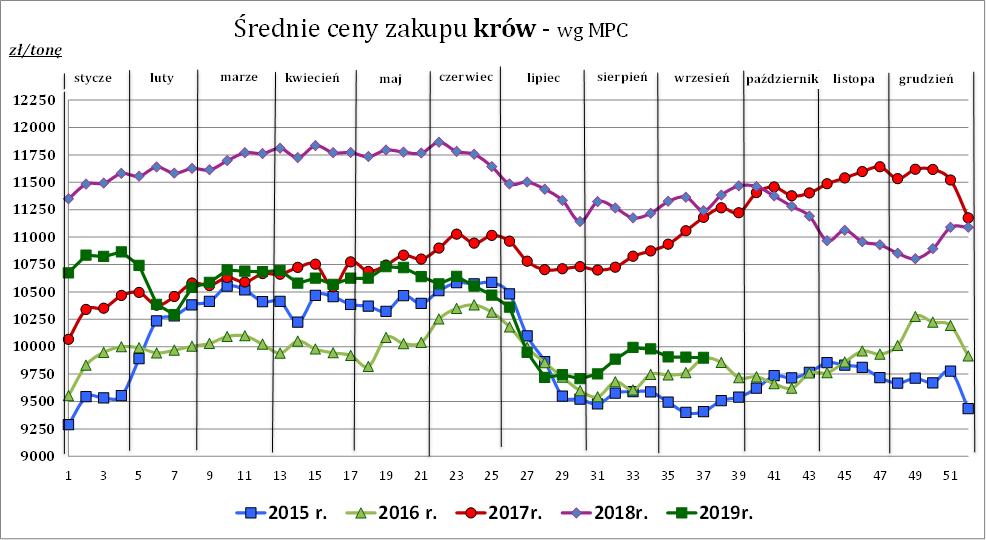 Średnie ceny zakupu krów - wg MPC
zł/tonę
stycze luty marze kwiecień maj czerwiec lipiec sierpień wrzesień październik listopa grudzień
12250
12000
11750
11500
11250
11000
10750
10500
10250
10000
9750
9500
9250
9000
1 3 5 7 9 11 13 15 17 19 21 23 25 27 29 31 33 35 37 39 41 43 45 47 49 51
2015 r. 2016 r. 2017r. 2018r. 2019r.